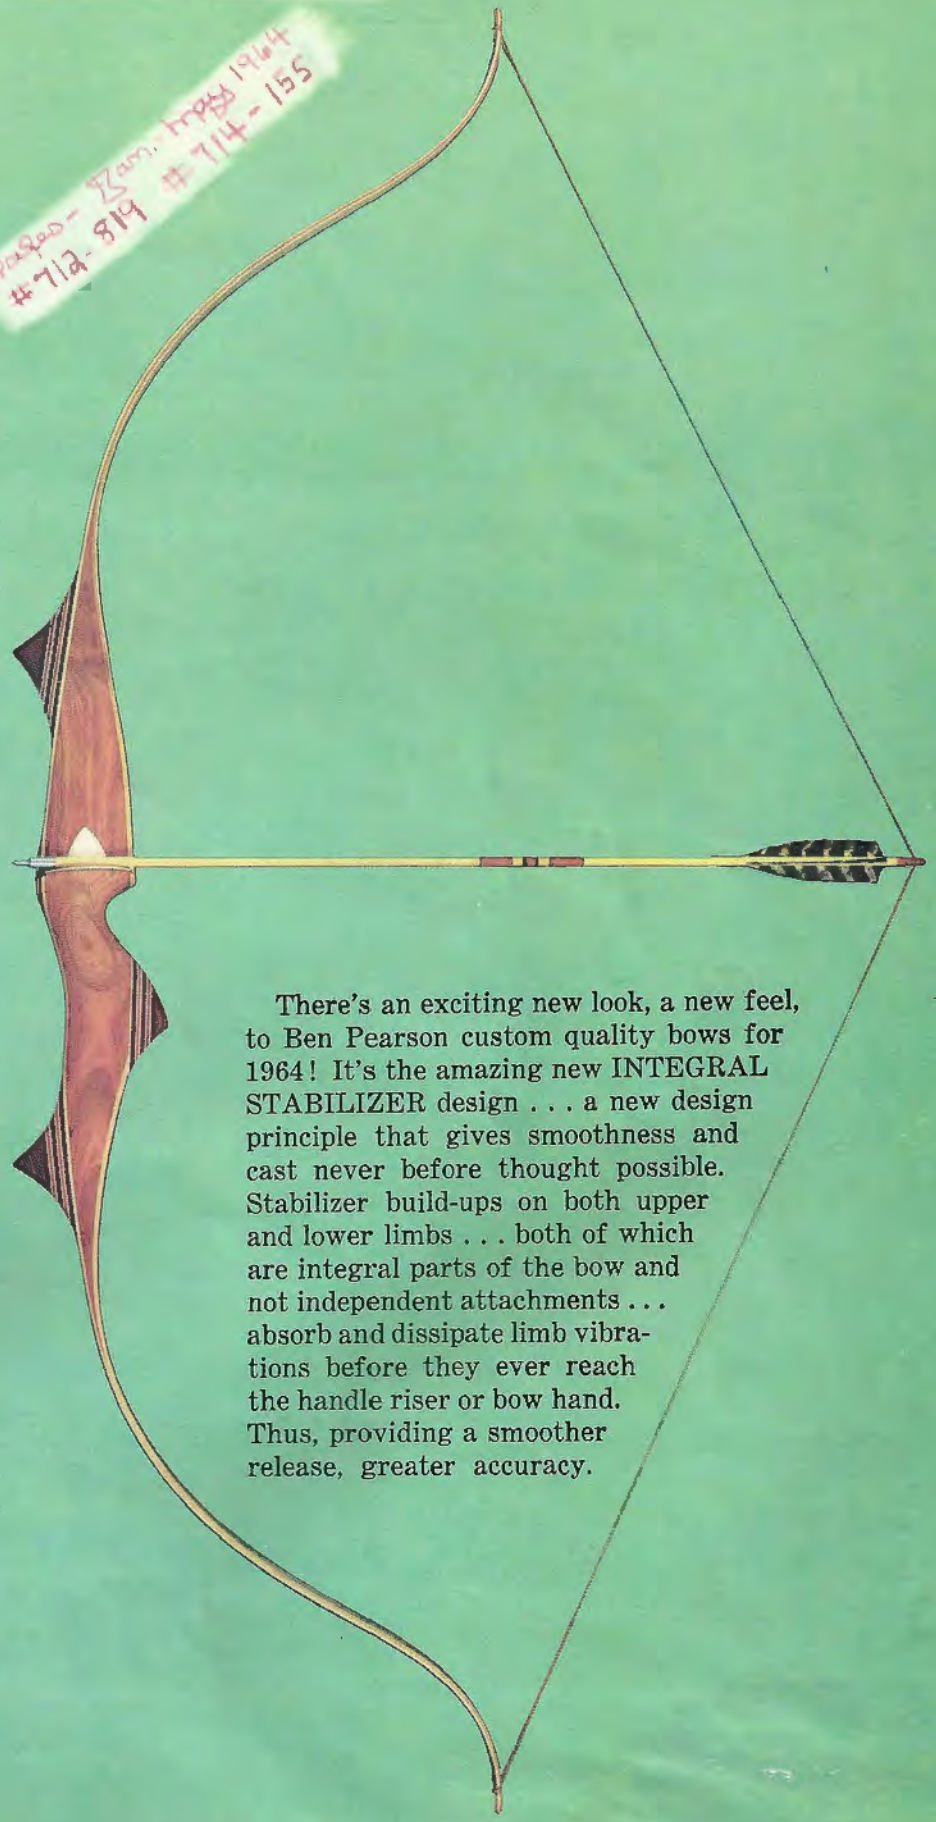 1964
#712-819 #714-155
There's an exciting new look, a new feel,
to Ben Pearson custom quality bows for
1964! It's the amazing new INTEGRAL
STABILIZER design . . . a new design
principle that gives smoothness and
cast never before thought possible.
Stabilizer build-ups on both upper
and lower limbs . . . both of which
are integral parts of the bow and
not independent attachments . . .
absorb and dissipate limb vibra-
tions before they ever reach
the handle riser or bow hand.
Thus, providing a smoother
release, greater accuracy.